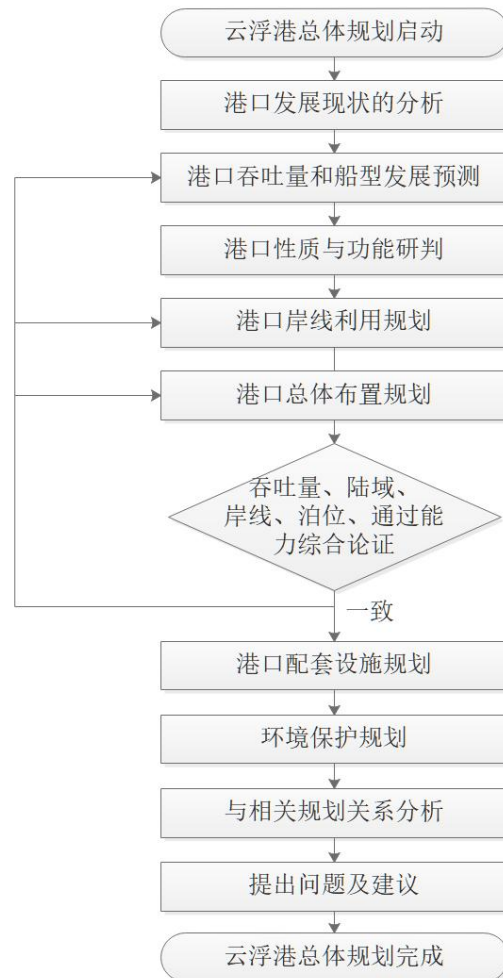 云浮港总体规划启动
港口发展现状的分析
港口吞吐量和船型发展预测
港口性质与功能研判
港口岸线利用规划
港口总体布置规划
吞吐量、陆域、
岸线、泊位、通过能
力综合论证
一致
港口配套设施规划
环境保护规划
与相关规划关系分析
提出问题及建议
云浮港总体规划完成